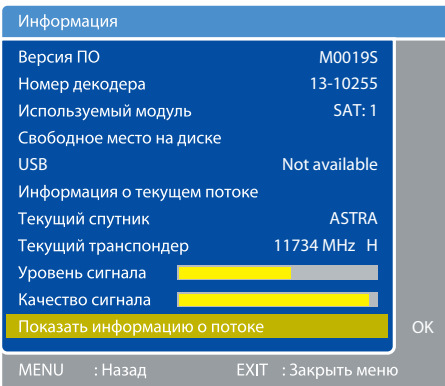 Информация
Версия ПО M0019S
Номер декодера 13-10255
Используемый модуль SAT: 1
Свободное место на диске
USB Not available
Информация о текущем потоке
Текущий спутник ASTRA
Текущий транспондер 11734 MHz H
Уровень сигнала
Качество сигнала
Показать информацию о потоке OK
MENU : Назад EXIT : Закрыть меню